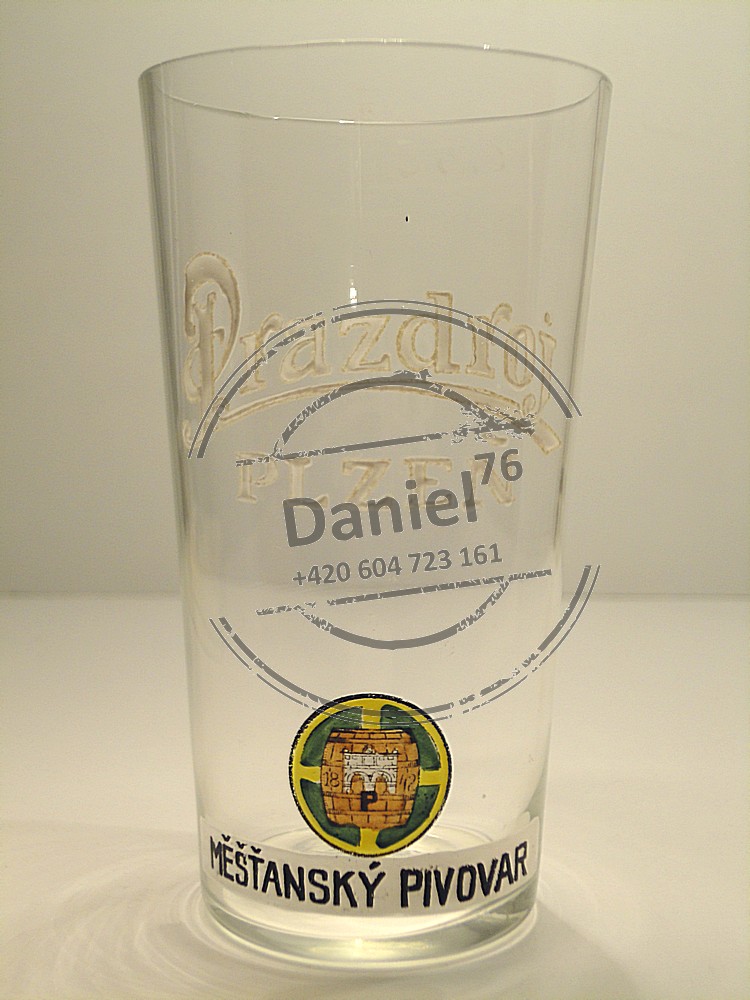 Prazdroj
PLZEŇ
Daniel76
+420 604 723 161
18 42
P
MĚŠŤANSKÝ PIVOVAR